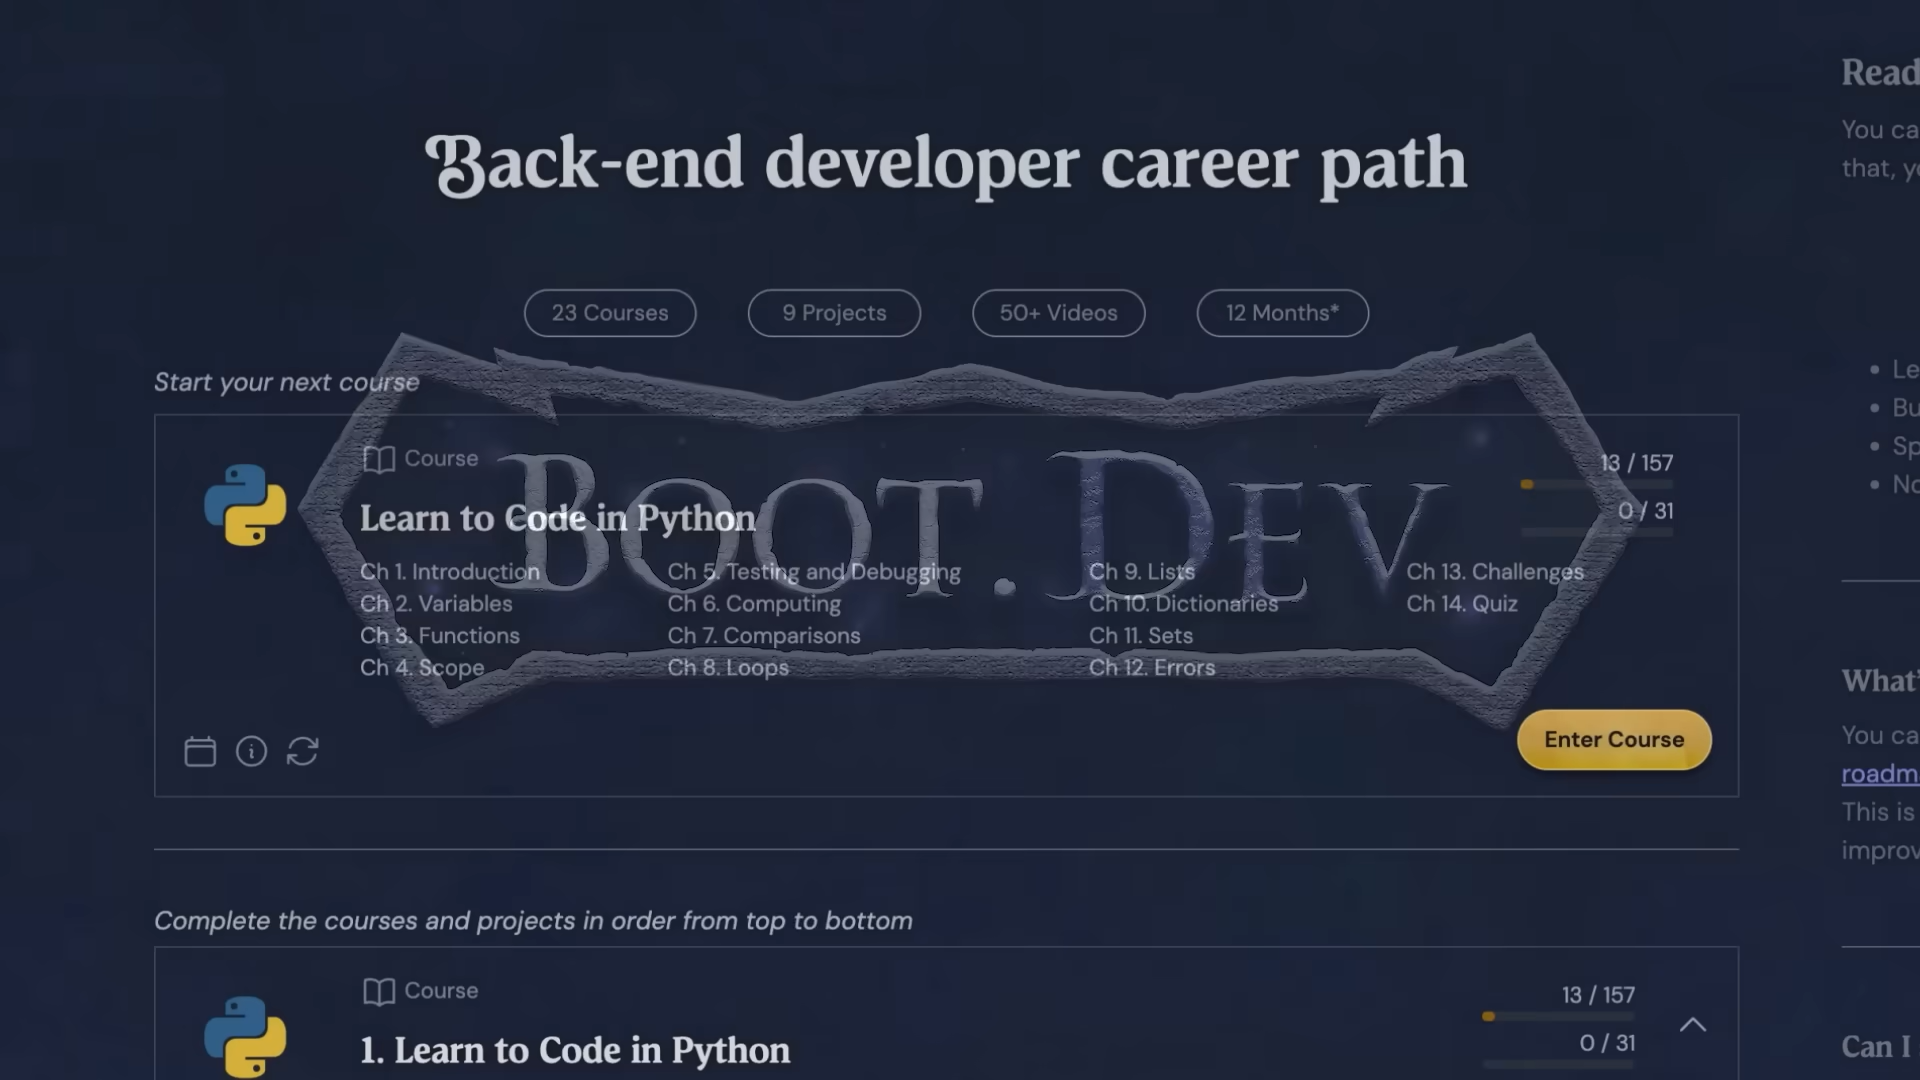 Back-end developer career path
23 Courses
9 Projects
50+ Videos
12 Months*
Start your next course
Course
13 / 157
Learn to Code in Python
0 / 31
BOOT.DEV
Ch 1. Introduction
Ch 2. Variables
Ch 3. Functions
Ch 4. Scope
Ch 5. Testing and Debugging
Ch 6. Computing
Ch 7. Comparisons
Ch 8. Loops
Ch 9. Lists
Ch 10. Dictionaries
Ch 11. Sets
Ch 12. Errors
Ch 13. Challenges
Ch 14. Quiz
Enter Course
Complete the courses and projects in order from top to bottom
Course
13 / 157
1. Learn to Code in Python
0 / 31
Read
You ca
that, yo
Le
Bu
Sp
No
What'
You ca
roadm
This is
improv
Can I